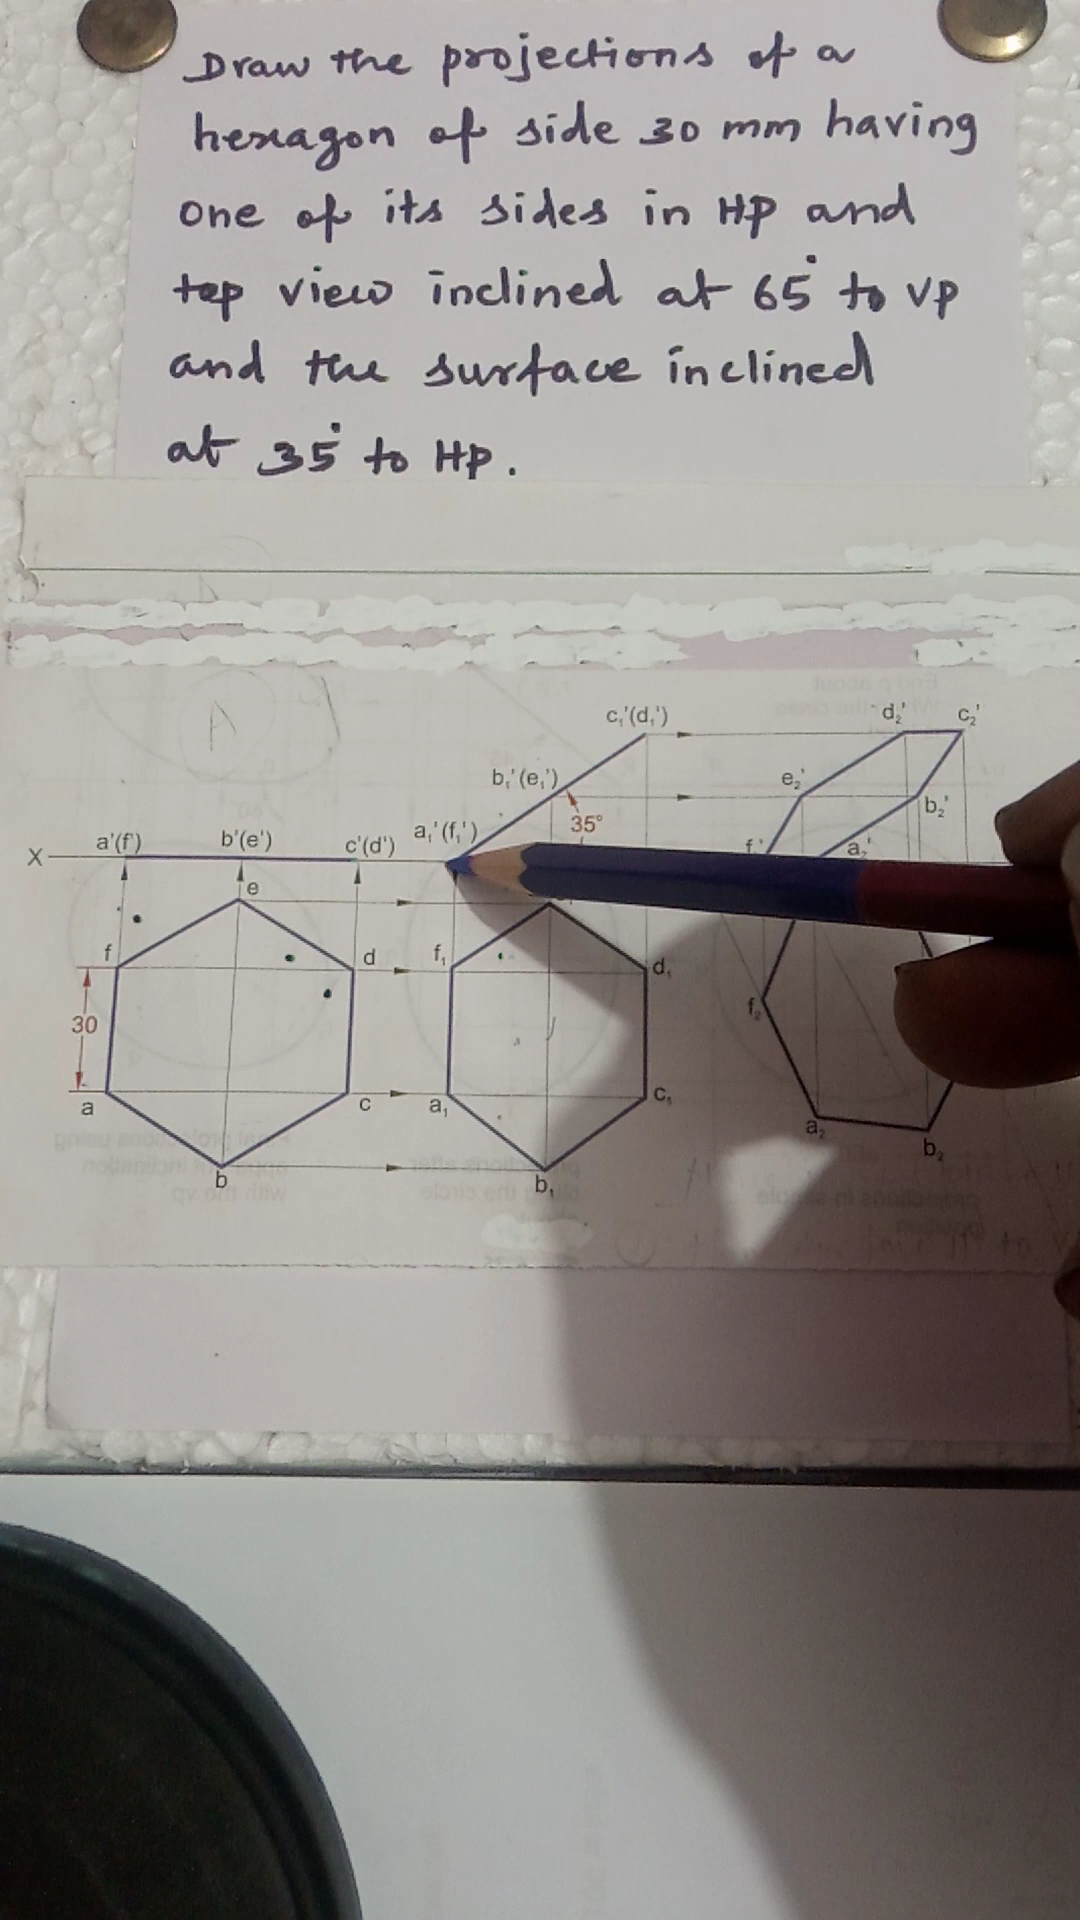 Draw the projections of a
hexagon of side 30 mm having
one of its sides in HP and
top view inclined at 65° to VP
and the surface inclined
at 35° to HP.
c₁'(d₁')
d₂'
c₂'
b₁'(e₁')
e₂'
b₂'
35°
a₁'(f₁')
a'(f')
b'(e')
c'(d')
f
a₂'
X
e
f
d
f₁
d₁
f₂
30
a
c
a₁
c₁
a₂
b₂
b
b₁